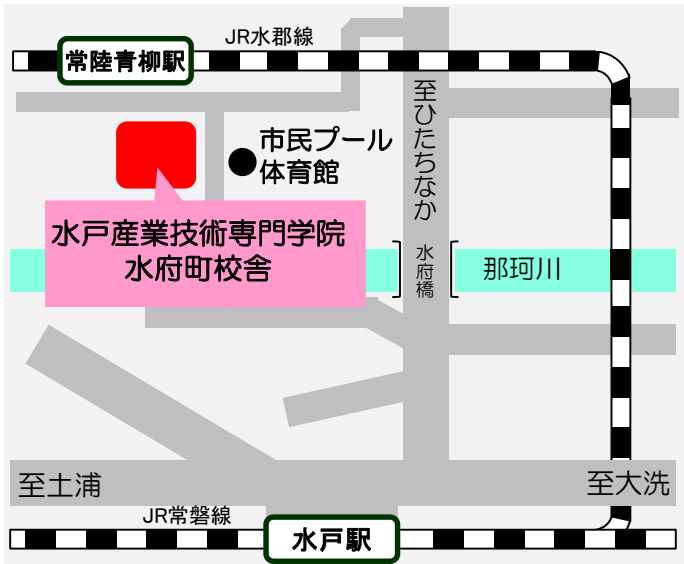 JR水郡線
常陸青柳駅
至ひたちなか
市民プール
体育館
水戸産業技術専門学院
水府町校舎
水府橋
那珂川
至土浦
至大洗
JR常磐線
水戸駅